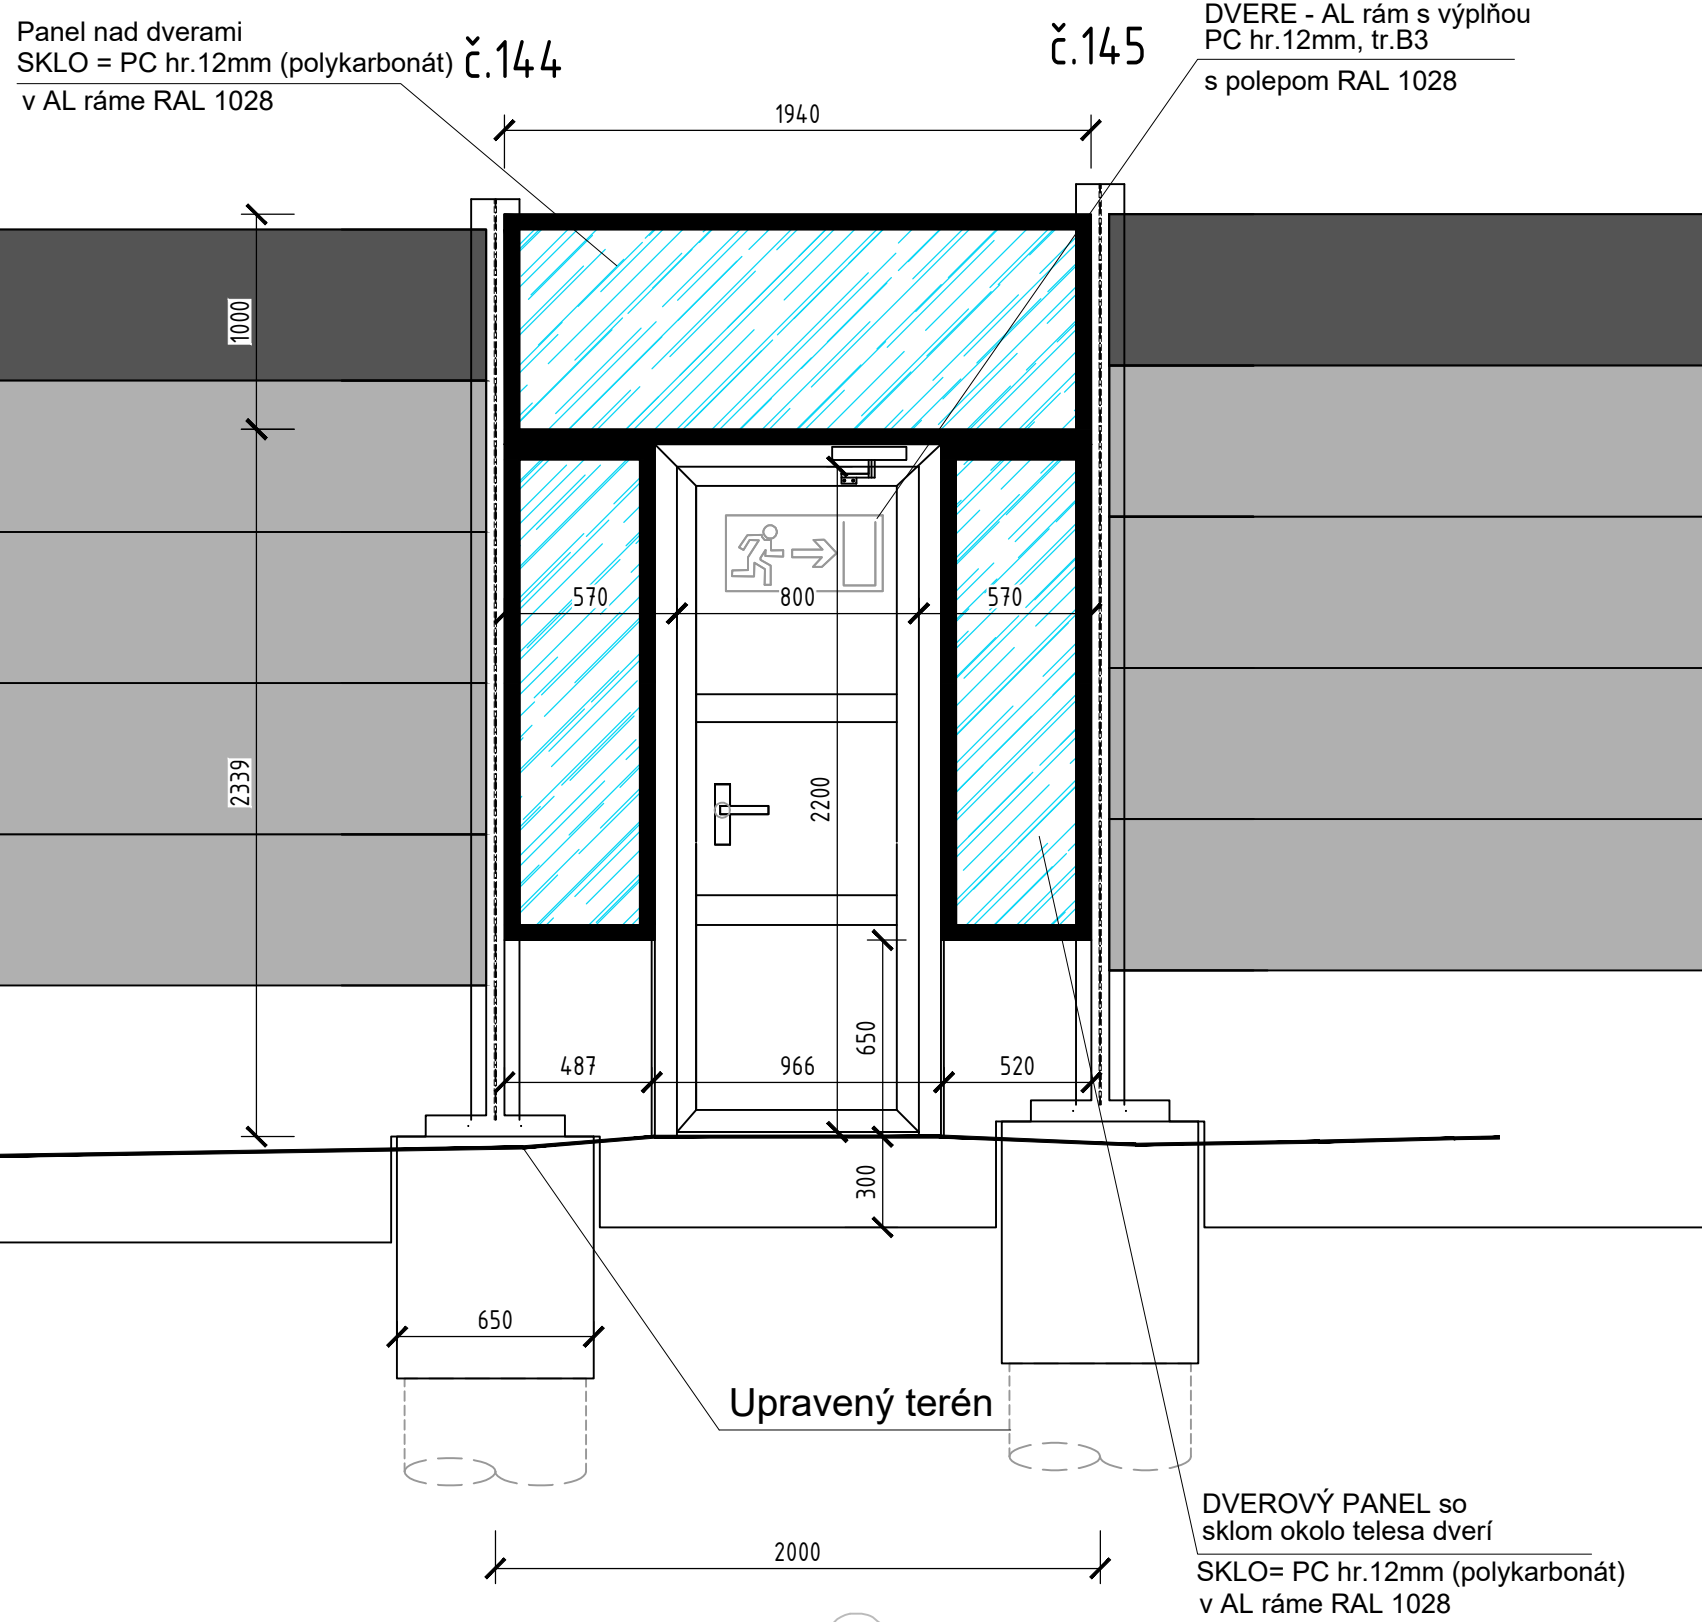 Panel nad dverami
SKLO = PC hr.12mm (polykarbonát)
v AL ráme RAL 1028
č.144
č.145
DVERE - AL rám s výplňou
PC hr.12mm, tr.B3
s polepom RAL 1028
1940
1000
2339
570
800
570
2200
650
487
966
520
300
650
Upravený terén
2000
DVEROVÝ PANEL so
sklom okolo telesa dverí
SKLO= PC hr.12mm (polykarbonát)
v AL ráme RAL 1028